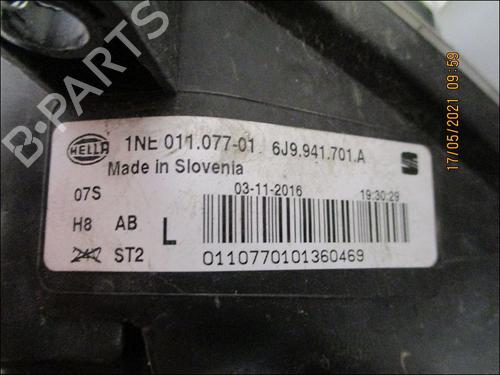 B-PARTS
HELLA 1NE 011.077-01 6J9.941.701.A
Made in Slovenia
07S 03-11-2016 19:30:29
H8 AB L
247 ST2 0110770101360469
17/05/2021 09:59